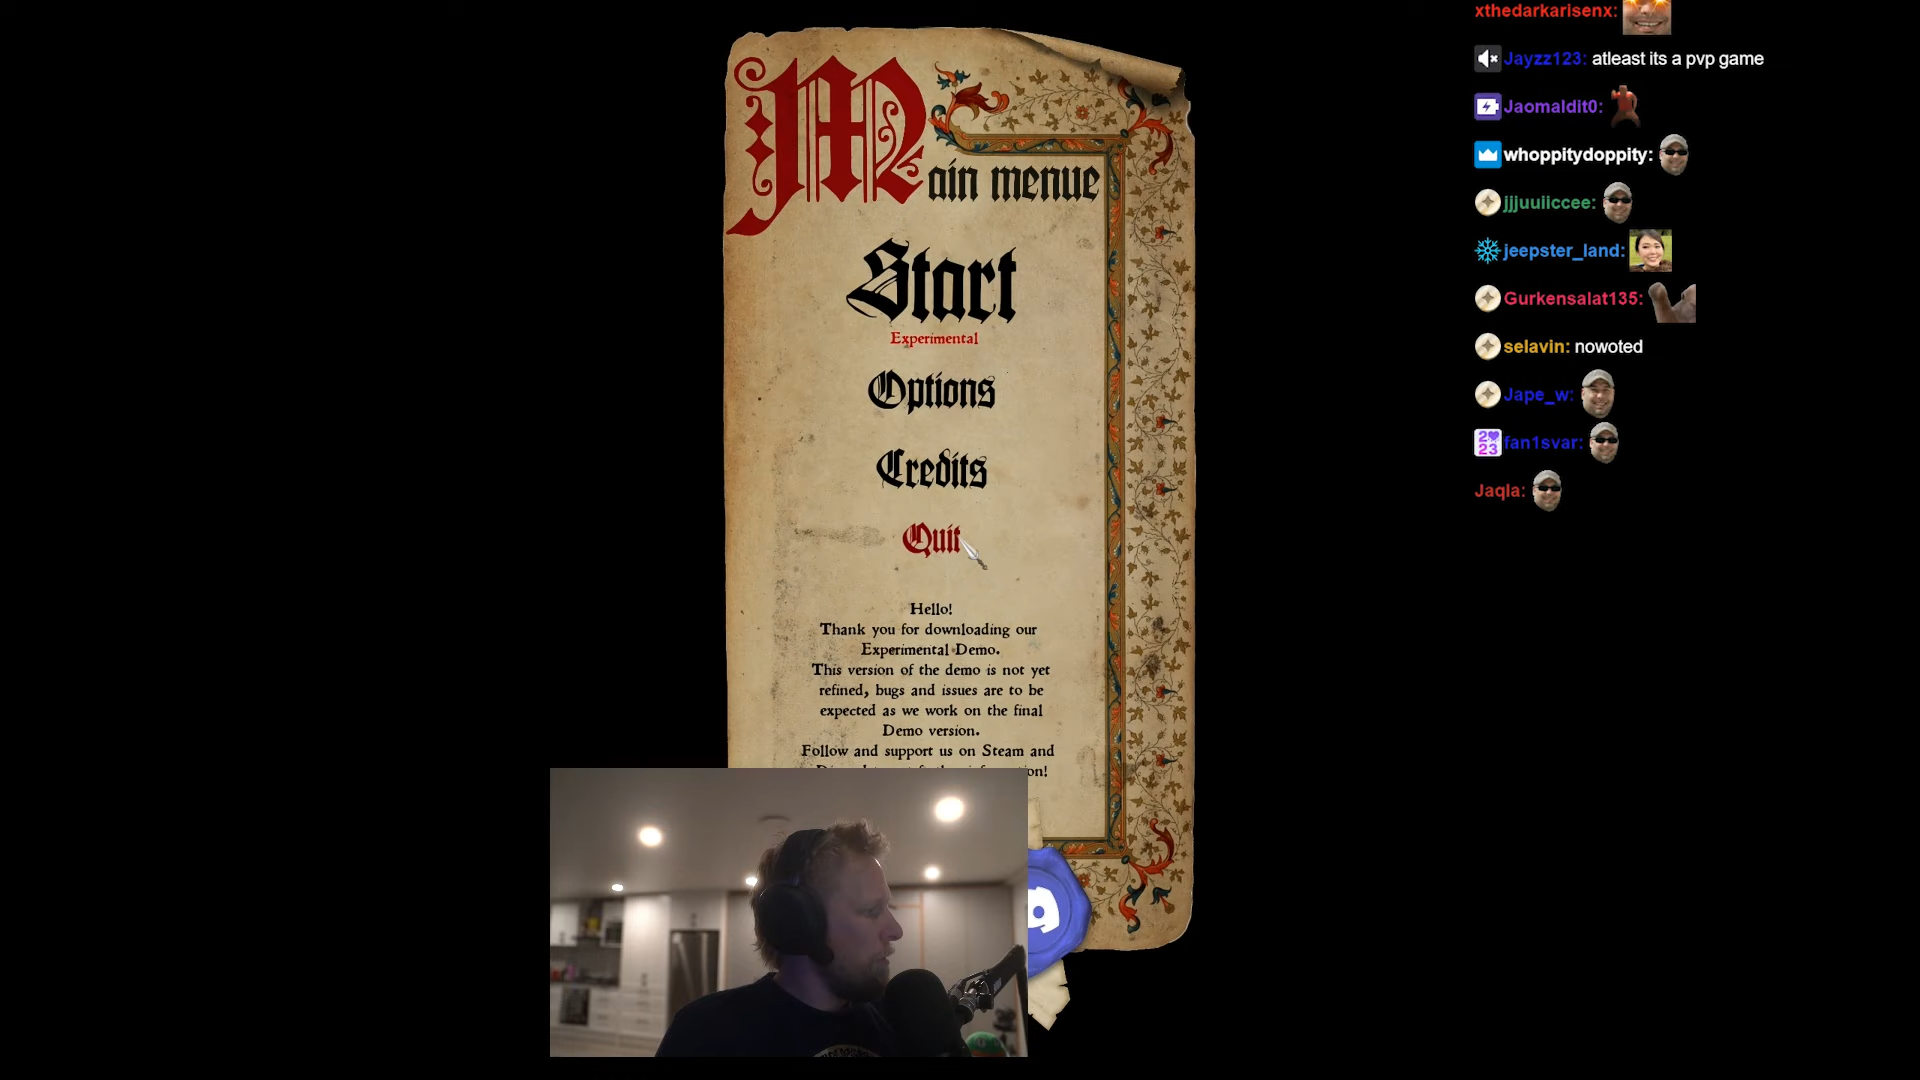 Main menue
Start
Experimental
Options
Credits
Quit
Hello!
Thank you for downloading our
Experimental Demo.
This version of the demo is not yet
refined, bugs and issues are to be
expected as we work on the final
Demo version.
Follow and support us on Steam and
xthedarkarisenx:
Jayzz123: atleast its a pvp game
Jaomaldit0:
whoppitydoppity:
jjjuuiiccee:
jeepster_land:
Gurkensalat135:
selavin: nowoted
Jape_w:
2 23 fan1svar:
Jaqla: